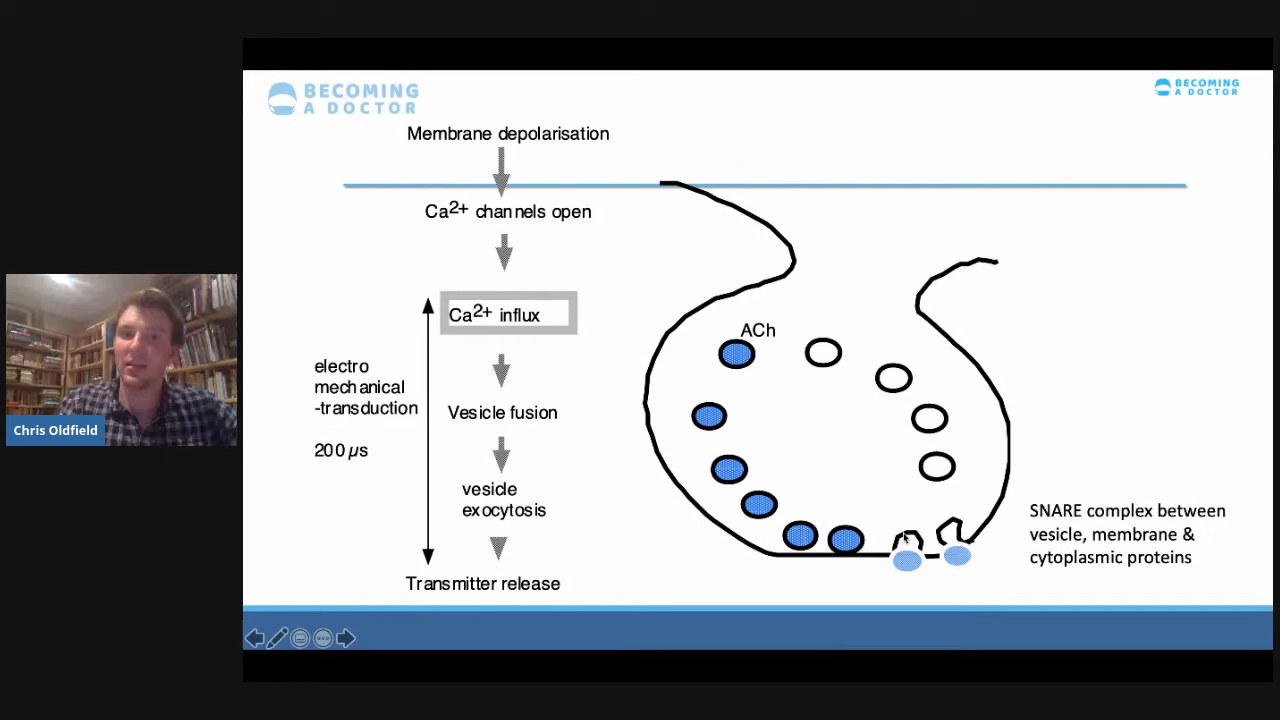 BECOMING
A DOCTOR
BECOMING
A DOCTOR
Membrane depolarisation
Ca2+ channels open
Ca2+ influx
electro
mechanical
-transduction
200 µs
Vesicle fusion
vesicle
exocytosis
Transmitter release
ACh
SNARE complex between
vesicle, membrane &
cytoplasmic proteins
Chris Oldfield